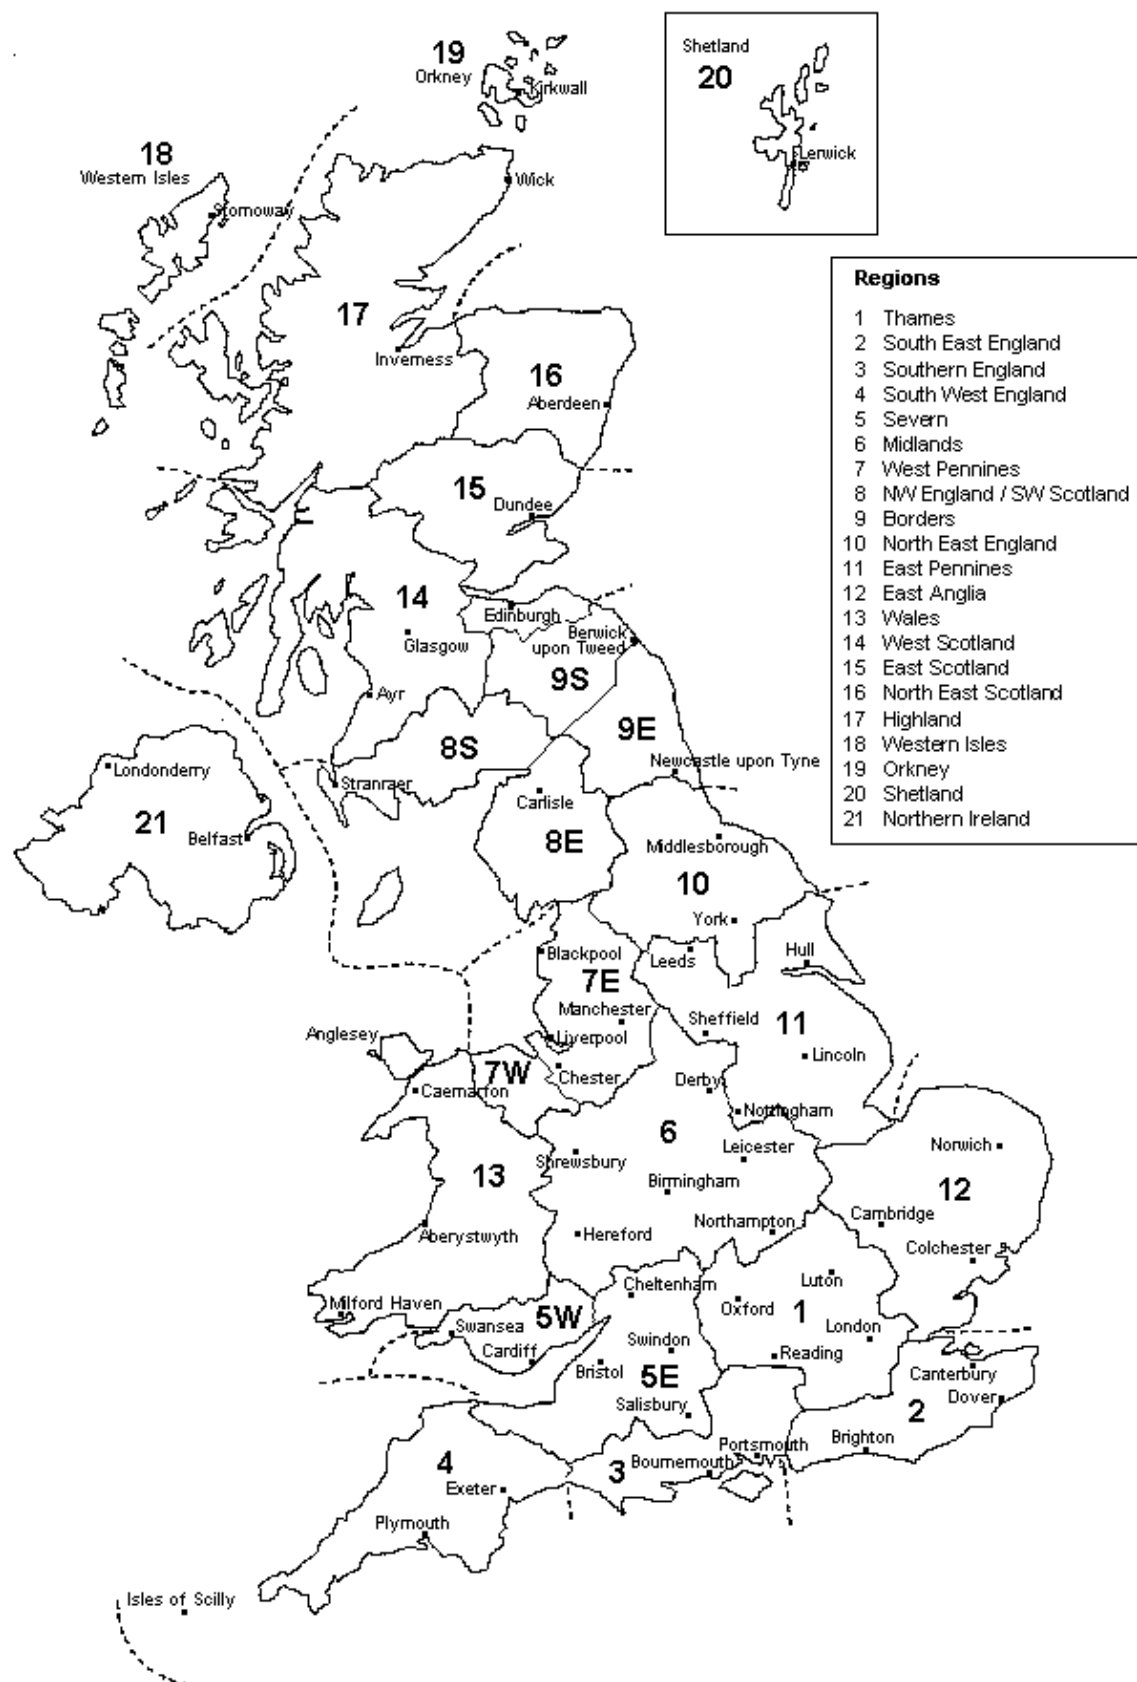 19
Orkney
Kirkwall
Shetland
20
Lerwick
18
Western Isles
Stornoway
Wick
Regions
1 Thames
2 South East England
3 Southern England
4 South West England
5 Severn
6 Midlands
7 West Pennines
8 NW England / SW Scotland
9 Borders
10 North East England
11 East Pennines
12 East Anglia
13 Wales
14 West Scotland
15 East Scotland
16 North East Scotland
17 Highland
18 Western Isles
19 Orkney
20 Shetland
21 Northern Ireland
17
Inverness
16
Aberdeen
15
Dundee
14
Edinburgh
Glasgow
Berwick
upon Tweed
9S
Ayr
9E
8S
Newcastle upon Tyne
Londonderry
Stranraer
Carlisle
21
Belfast
8E
Middlesborough
10
York
Blackpool
Leeds
Hull
7E
Manchester
Sheffield
11
Anglesey
Liverpool
Lincoln
7W
Chester
Caernarfon
Derby
Nottingham
6
Norwich
Shrewsbury
Leicester
13
Birmingham
12
Aberystwyth
Hereford
Northampton
Cambridge
Colchester
Luton
Cheltenham
Oxford
Milford Haven
5W
1
Swansea
Swindon
London
Cardiff
Bristol
Reading
5E
Canterbury
Salisbury
2
Dover
Portsmouth
Brighton
4
3
Bournemouth
Exeter
Plymouth
Isles of Scilly